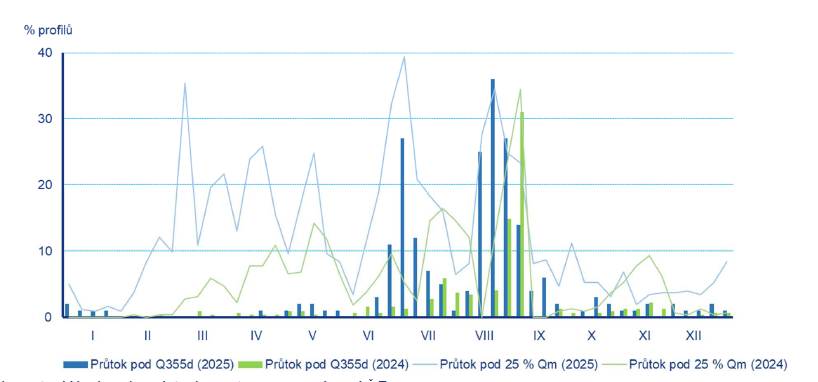 % profilů
40
30
20
10
0
I II III IV V VI VII VIII IX X XI XII
Průtok pod Q355d (2025) Průtok pod Q355d (2024) Průtok pod 25 % Qm (2025) Průtok pod 25 % Qm (2024)